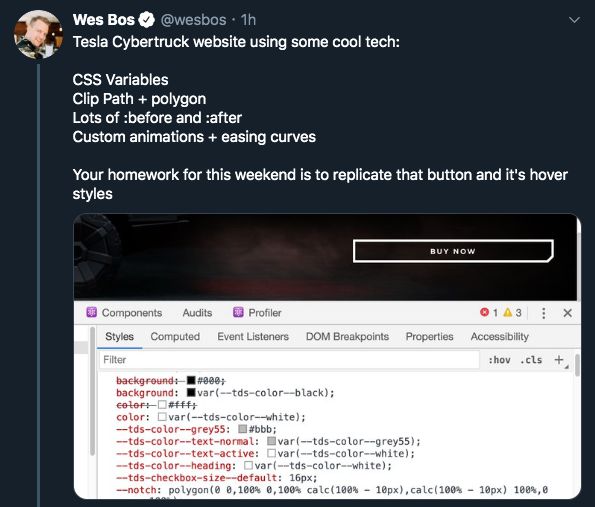 Wes Bos @wesbos · 1h
Tesla Cybertruck website using some cool tech:
CSS Variables
Clip Path + polygon
Lots of :before and :after
Custom animations + easing curves
Your homework for this weekend is to replicate that button and it's hover
styles
BUY NOW
Components Audits Profiler 1 3
Styles Computed Event Listeners DOM Breakpoints Properties Accessibility
Filter :hov .cls +
background: #000;
background: var(--tds-color--black);
color: #fff;
color: var(--tds-color--white);
--tds-color--grey55: #bbb;
--tds-color--text-normal: var(--tds-color--grey55);
--tds-color--text-active: var(--tds-color--white);
--tds-color--heading: var(--tds-color--white);
--tds-checkbox-size--default: 16px;
--notch: polygon(0 0,100% 0,100% calc(100% - 10px),calc(100% - 10px) 100%,0